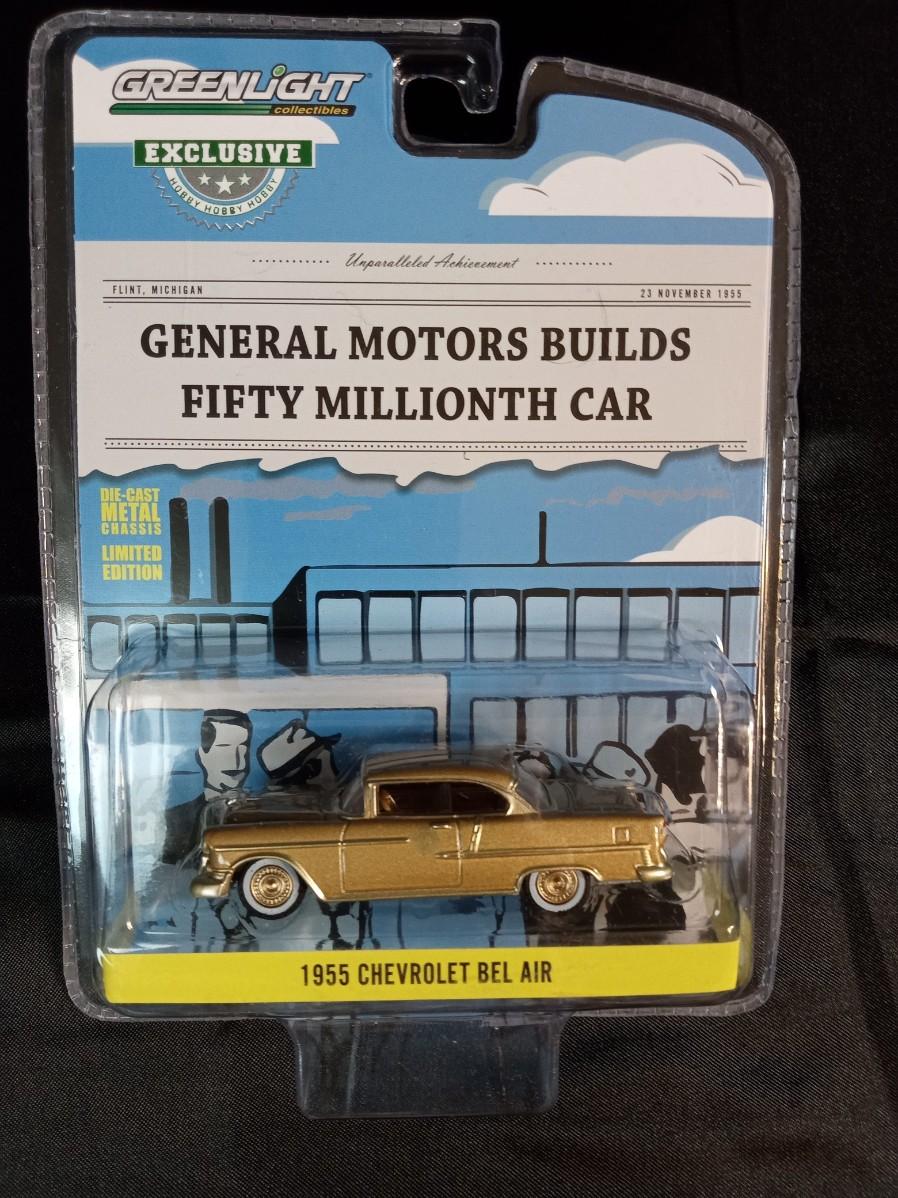 GREENLiGHT
collectibles
EXCLUSIVE
HOBBY HOBBY HOBBY
Unparalleled Achievement
FLINT, MICHIGAN
23 NOVEMBER 1955
GENERAL MOTORS BUILDS
FIFTY MILLIONTH CAR
DIE-CAST
METAL
CHASSIS
LIMITED
EDITION
1955 CHEVROLET BEL AIR